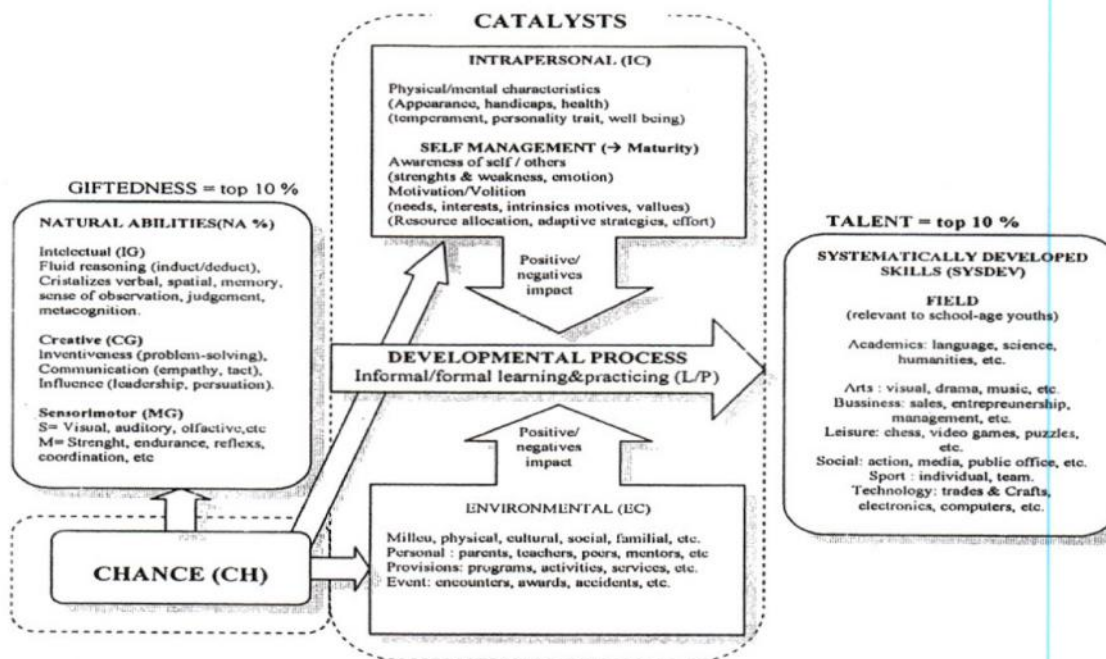 CATALYSTS
INTRAPERSONAL (IC)
Physical/mental characteristics
(Appearance, handicaps, health)
(temperament, personality trait, well being)
SELF MANAGEMENT (→ Maturity)
Awareness of self / others
(strenghts & weakness, emotion)
Motivation/Volition
(needs, interests, intrinsics motives, vallues)
(Resource allocation, adaptive strategies, effort)
Positive/
negatives
impact
GIFTEDNESS = top 10 %
NATURAL ABILITIES(NA %)
Intelectual (IG)
Fluid reasoning (induct/deduct),
Cristalizes verbal, spatial, memory,
sense of observation, judgement,
metacognition.
Creative (CG)
Inventiveness (problem-solving),
Communication (empathy, tact),
Influence (leadership, persuation).
Sensorimotor (MG)
S= Visual, auditory, olfactive,etc
M= Strenght, endurance, reflexs,
coordination, etc
CHANCE (CH)
DEVELOPMENTAL PROCESS
Informal/formal learning&practicing (L/P)
Positive/
negatives
impact
ENVIRONMENTAL (EC)
Milleu, physical, cultural, social, familial, etc.
Personal : parents, teachers, peers, mentors, etc
Provisions: programs, activities, services, etc.
Event: encounters, awards, accidents, etc.
TALENT = top 10 %
SYSTEMATICALLY DEVELOPED
SKILLS (SYSDEV)
FIELD
(relevant to school-age youths)
Academics: language, science,
humanities, etc.
Arts : visual, drama, music, etc.
Bussiness: sales, entrepreunership,
management, etc.
Leisure: chess, video games, puzzles,
etc.
Social: action, media, public office, etc.
Sport : individual, team.
Technology: trades & Crafts,
electronics, computers, etc.